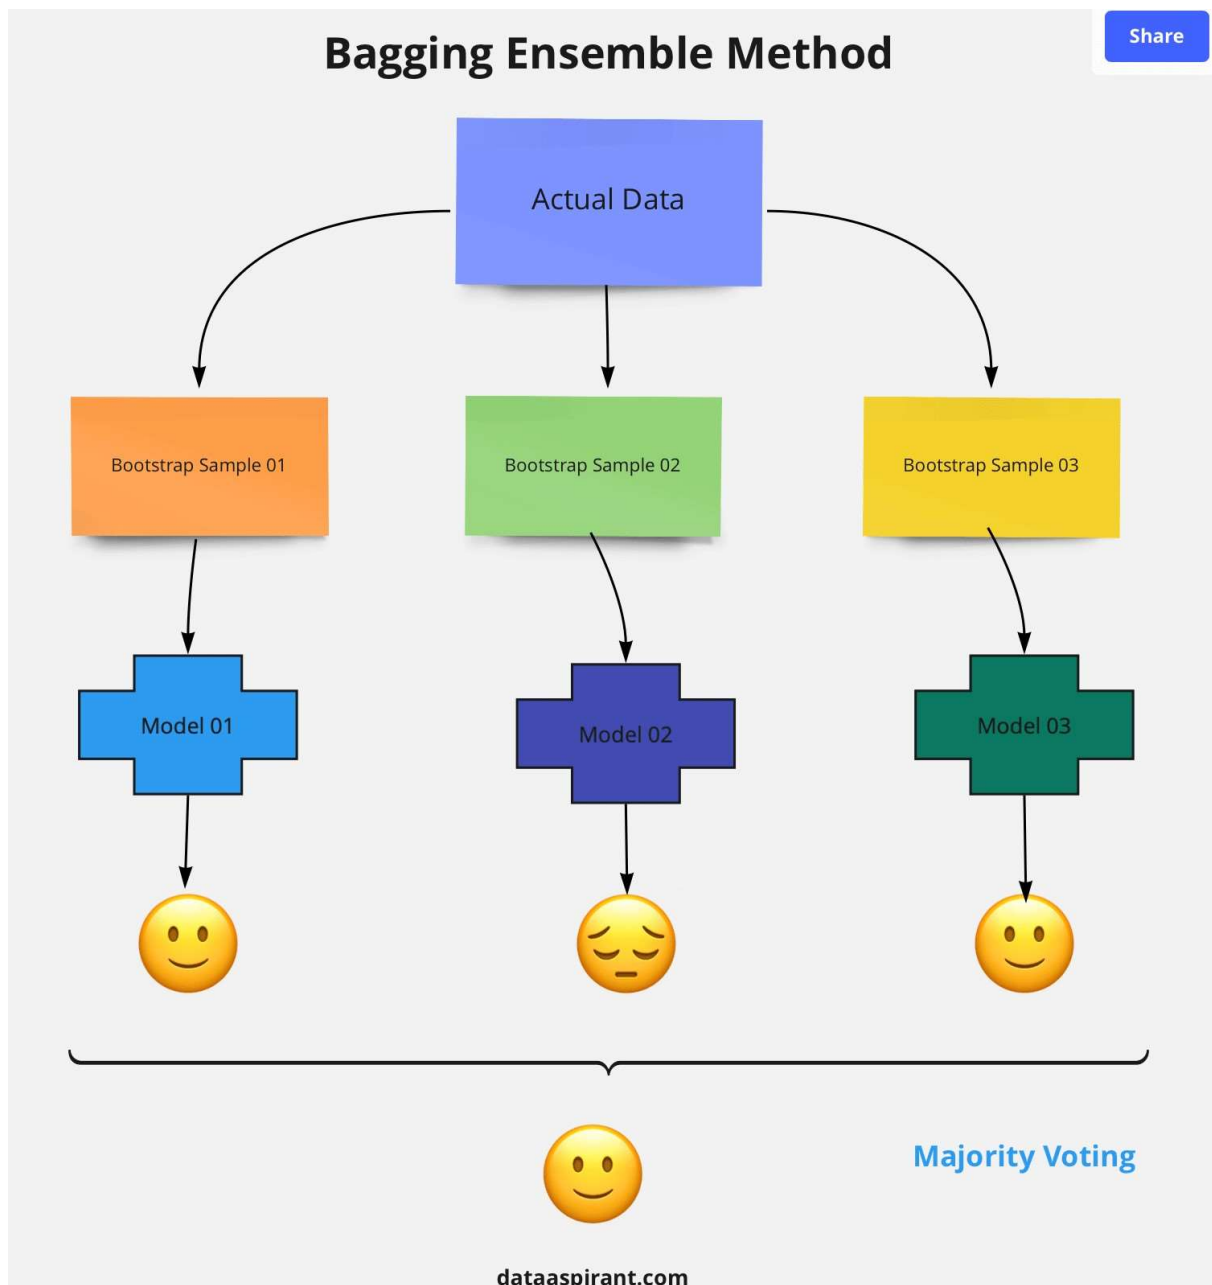 Bagging Ensemble Method
Share
Actual Data
Bootstrap Sample 01
Bootstrap Sample 02
Bootstrap Sample 03
Model 01
Model 02
Model 03
Majority Voting
dataaspirant.com